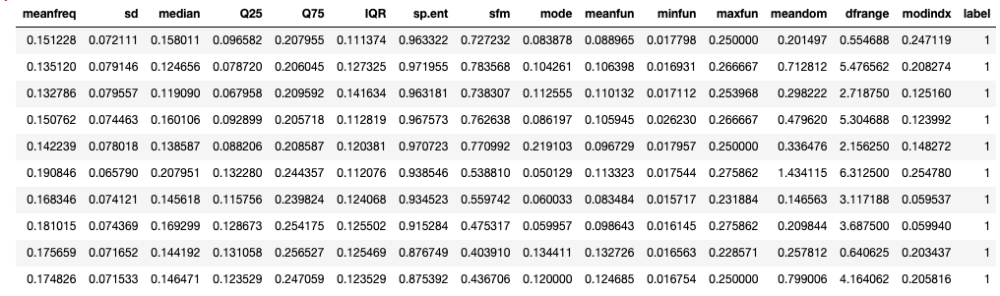 meanfreq sd median Q25 Q75 IQR sp.ent sfm mode meanfun minfun maxfun meandom dfrange modindx label
0.151228 0.072111 0.158011 0.096582 0.207955 0.111374 0.963322 0.727232 0.083878 0.088965 0.017798 0.250000 0.201497 0.554688 0.247119 1
0.135120 0.079146 0.124656 0.078720 0.206045 0.127325 0.971955 0.783568 0.104261 0.106398 0.016931 0.266667 0.712812 5.476562 0.208274 1
0.132786 0.079557 0.119090 0.067958 0.209592 0.141634 0.963181 0.738307 0.112555 0.110132 0.017112 0.253968 0.298222 2.718750 0.125160 1
0.150762 0.074463 0.160106 0.092899 0.205718 0.112819 0.967573 0.762638 0.086197 0.105945 0.026230 0.266667 0.479620 5.304688 0.123992 1
0.142239 0.078018 0.138587 0.088206 0.208587 0.120381 0.970723 0.770992 0.219103 0.096729 0.017957 0.250000 0.336476 2.156250 0.148272 1
0.190846 0.065790 0.207951 0.132280 0.244357 0.112076 0.938546 0.538810 0.050129 0.113323 0.017544 0.275862 1.434115 6.312500 0.254780 1
0.168346 0.074121 0.145618 0.115756 0.239824 0.124068 0.934523 0.559742 0.060033 0.083484 0.015717 0.231884 0.146563 3.117188 0.059537 1
0.181015 0.074369 0.169299 0.128673 0.254175 0.125502 0.915284 0.475317 0.059957 0.098643 0.016145 0.275862 0.209844 3.687500 0.059940 1
0.175659 0.071652 0.144192 0.131058 0.256527 0.125469 0.876749 0.403910 0.134411 0.132726 0.016563 0.228571 0.257812 0.640625 0.203437 1
0.174826 0.071533 0.146471 0.123529 0.247059 0.123529 0.875392 0.436706 0.120000 0.124685 0.016754 0.250000 0.799006 4.164062 0.205816 1